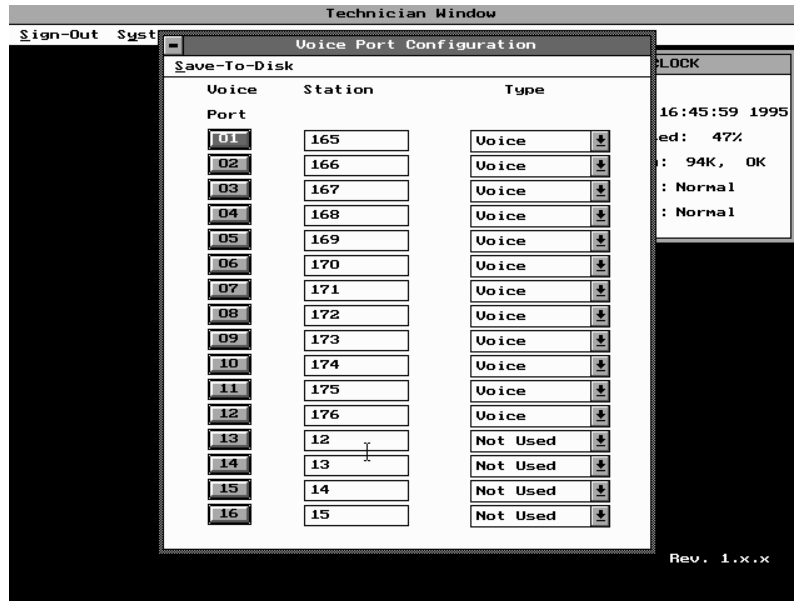 Technician Window
Sign-Out Syst
Voice Port Configuration
Save-To-Disk
CLOCK
Voice Station Type
Port
16:45:59 1995
01 165 Voice
ed: 47%
02 166 Voice
: 94K, OK
03 167 Voice
: Normal
04 168 Voice
: Normal
05 169 Voice
06 170 Voice
07 171 Voice
08 172 Voice
09 173 Voice
10 174 Voice
11 175 Voice
12 176 Voice
13 12 Not Used
14 13 Not Used
15 14 Not Used
16 15 Not Used
Rev. 1.x.x